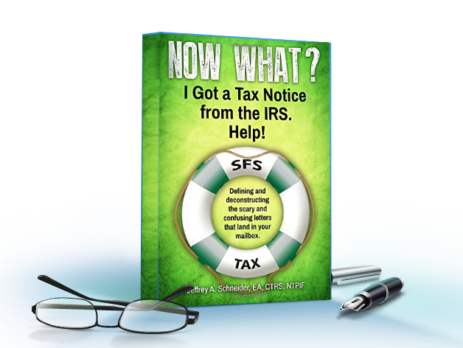 NOW WHAT?
I Got a Tax Notice
from the IRS.
Help!
SFS
Defining and
deconstructing
the scary and
confusing letters
that land in your
mailbox.
TAX
Jeffrey A. Schneider, EA, CTRS, NTPIF